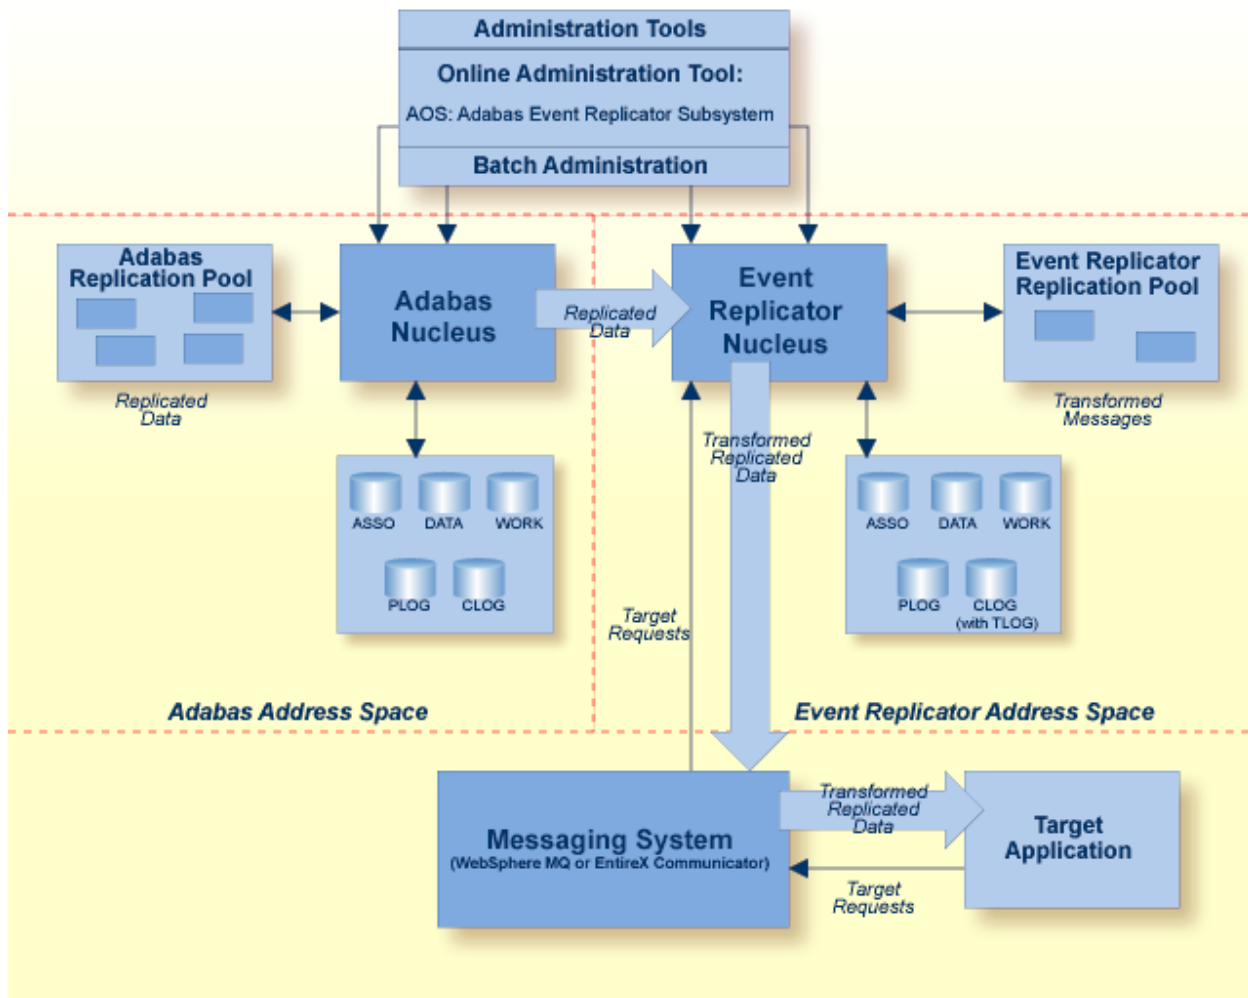 Administration Tools
Online Administration Tool:
AOS: Adabas Event Replicator Subsystem
Batch Administration
Adabas
Replication Pool
Replicated
Data
Adabas
Nucleus
Replicated
Data
Event
Replicator
Nucleus
Event Replicator
Replication Pool
Transformed
Messages
ASSO
DATA
WORK
PLOG
CLOG
Transformed
Replicated
Data
ASSO
DATA
WORK
PLOG
CLOG
(with TLOG)
Target
Requests
Adabas Address Space
Event Replicator Address Space
Messaging System
(WebSphere MQ or EntireX Communicator)
Transformed
Replicated
Data
Target
Requests
Target
Application